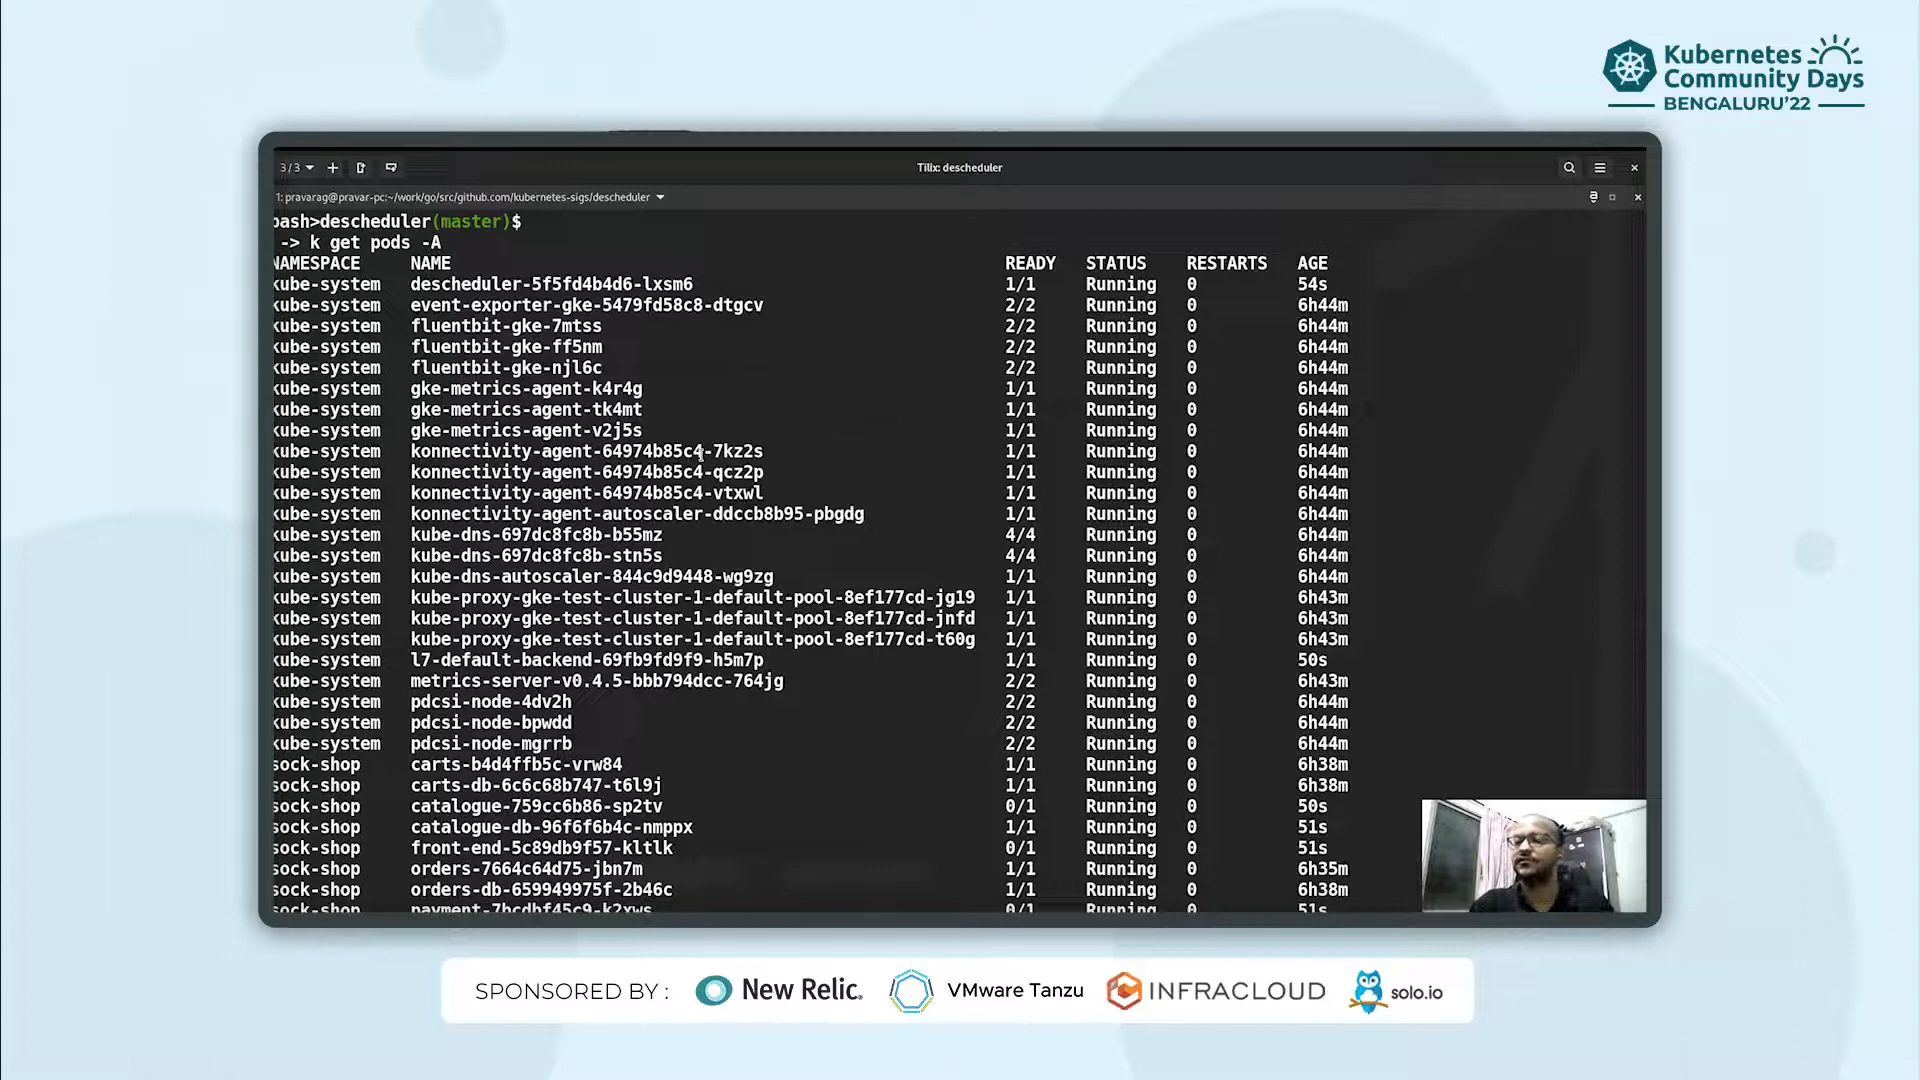 Kubernetes
Community Days
BENGALURU'22
3/3
Tilix: descheduler
1: pravarag@pravar-pc:~/work/go/src/github.com/kubernetes-sigs/descheduler
bash>descheduler(master)$
-> k get pods -A
NAMESPACE NAME READY STATUS RESTARTS AGE
kube-system descheduler-5f5fd4b4d6-lxsm6 1/1 Running 0 54s
kube-system event-exporter-gke-5479fd58c8-dtgcv 2/2 Running 0 6h44m
kube-system fluentbit-gke-7mtss 2/2 Running 0 6h44m
kube-system fluentbit-gke-ff5nm 2/2 Running 0 6h44m
kube-system fluentbit-gke-njl6c 2/2 Running 0 6h44m
kube-system gke-metrics-agent-k4r4g 1/1 Running 0 6h44m
kube-system gke-metrics-agent-tk4mt 1/1 Running 0 6h44m
kube-system gke-metrics-agent-v2j5s 1/1 Running 0 6h44m
kube-system konnectivity-agent-64974b85c4-7kz2s 1/1 Running 0 6h44m
kube-system konnectivity-agent-64974b85c4-qcz2p 1/1 Running 0 6h44m
kube-system konnectivity-agent-64974b85c4-vtxwl 1/1 Running 0 6h44m
kube-system konnectivity-agent-autoscaler-ddccb8b95-pbgdg 1/1 Running 0 6h44m
kube-system kube-dns-697dc8fc8b-b55mz 4/4 Running 0 6h44m
kube-system kube-dns-697dc8fc8b-stn5s 4/4 Running 0 6h44m
kube-system kube-dns-autoscaler-844c9d9448-wg9zg 1/1 Running 0 6h44m
kube-system kube-proxy-gke-test-cluster-1-default-pool-8ef177cd-jg19 1/1 Running 0 6h43m
kube-system kube-proxy-gke-test-cluster-1-default-pool-8ef177cd-jnfd 1/1 Running 0 6h43m
kube-system kube-proxy-gke-test-cluster-1-default-pool-8ef177cd-t60g 1/1 Running 0 6h43m
kube-system l7-default-backend-69fb9fd9f9-h5m7p 1/1 Running 0 50s
kube-system metrics-server-v0.4.5-bbb794dcc-764jg 2/2 Running 0 6h43m
kube-system pdcsi-node-4dv2h 2/2 Running 0 6h44m
kube-system pdcsi-node-bpwdd 2/2 Running 0 6h44m
kube-system pdcsi-node-mgrrb 2/2 Running 0 6h44m
sock-shop carts-b4d4ffb5c-vrw84 1/1 Running 0 6h38m
sock-shop carts-db-6c6c68b747-t6l9j 1/1 Running 0 6h38m
sock-shop catalogue-759cc6b86-sp2tv 0/1 Running 0 50s
sock-shop catalogue-db-96f6f6b4c-nmppx 1/1 Running 0 51s
sock-shop front-end-5c89db9f57-kltlk 0/1 Running 0 51s
sock-shop orders-7664c64d75-jbn7m 1/1 Running 0 6h35m
sock-shop orders-db-659949975f-2b46c 1/1 Running 0 6h38m
sock-shop payment-7bcdbf45c9-k2xws 0/1 Running 0 51s
SPONSORED BY : New Relic. VMware Tanzu INFRACLOUD solo.io